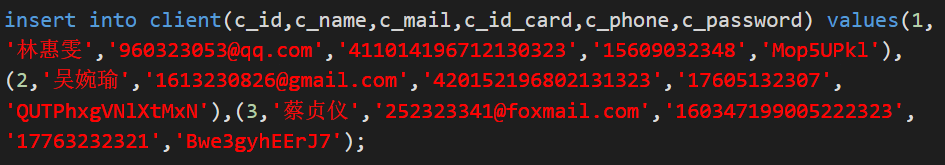 insert into client(c_id,c_name,c_mail,c_id_card,c_phone,c_password) values(1,
'林惠雯','960323053@qq.com','411014196712130323','15609032348','Mop5UPkl'),
(2,'吴婉瑜','1613230826@gmail.com','420152196802131323','17605132307',
'QUTPhxgVNlXtMxN'),(3,'蔡贞仪','252323341@foxmail.com','160347199005222323',
'17763232321','Bwe3gyhEErJ7');